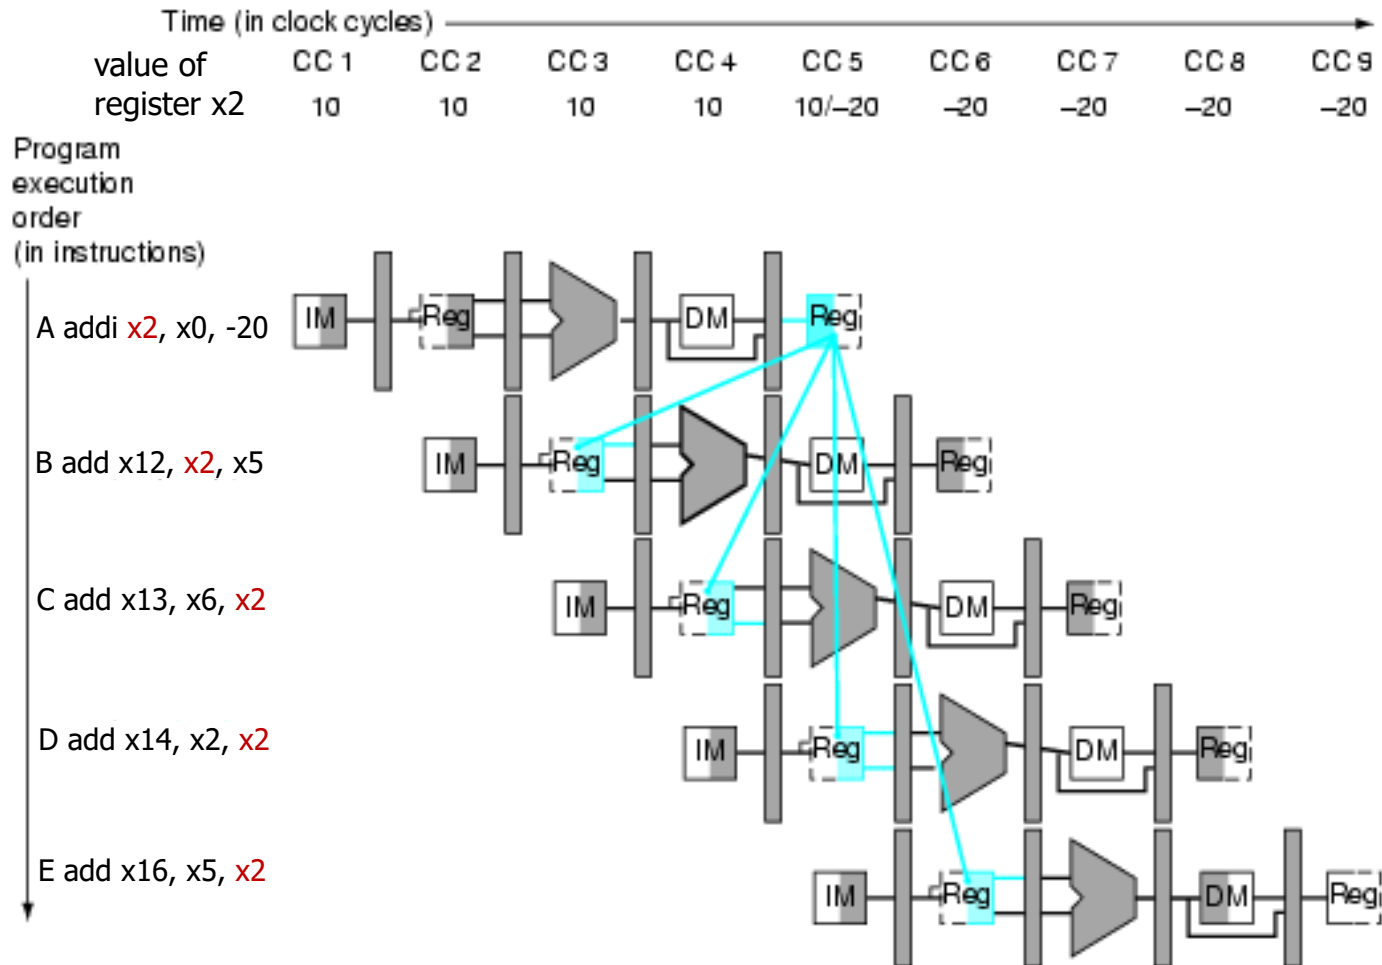 Time (in clock cycles)
value of CC 1 CC 2 CC 3 CC 4 CC 5 CC 6 CC 7 CC 8 CC 9
register x2 10 10 10 10 10/–20 –20 –20 –20 –20
Program
execution
order
(in instructions)
A addi x2, x0, -20 IM Reg DM Reg
B add x12, x2, x5 IM Reg DM Reg
C add x13, x6, x2 IM Reg DM Reg
D add x14, x2, x2 IM Reg DM Reg
E add x16, x5, x2 IM Reg DM Reg